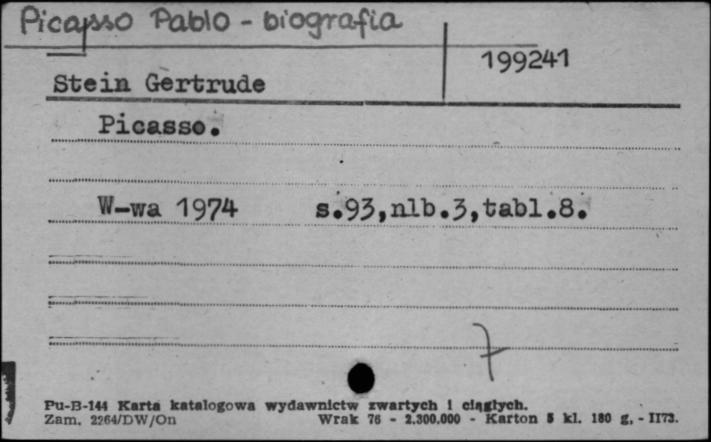 Picasso Pablo - biografia
199241
Stein Gertrude
Picasso.
W-wa 1974 s.93,nlb.3,tabl.8.
7
Pu-B-144 Karta katalogowa wydawnictw zwartych i ciągłych.
Zam. 2264/DW/On Wrak 76 - 2.300.000 - Karton 5 kl. 180 g. - II73.